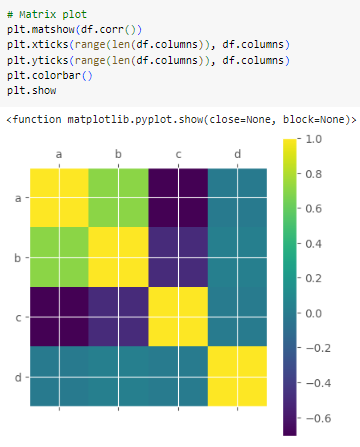 # Matrix plot
plt.matshow(df.corr())
plt.xticks(range(len(df.columns)), df.columns)
plt.yticks(range(len(df.columns)), df.columns)
plt.colorbar()
plt.show
<function matplotlib.pyplot.show(close=None, block=None)>
a b c d
a
b
c
d
1.0
0.8
0.6
0.4
0.2
0.0
−0.2
−0.4
−0.6